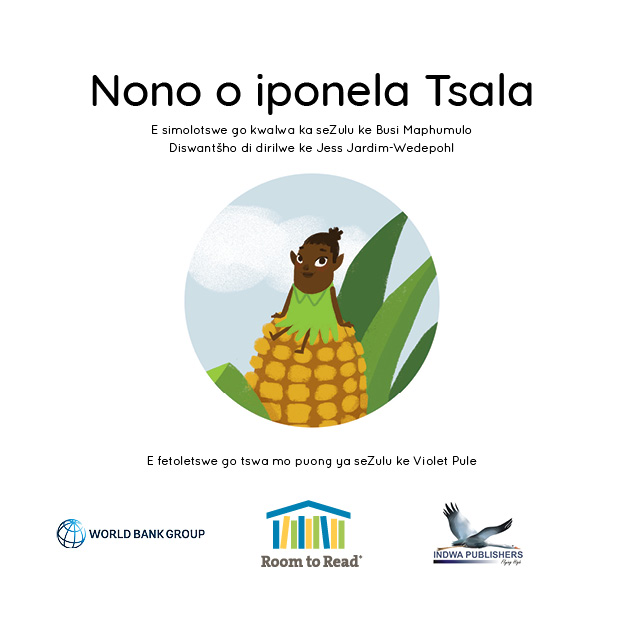 Nono o iponela Tsala
E simolotswe go kwalwa ka seZulu ke Busi Maphumulo
Diswantšho di dirilwe ke Jess Jardim-Wedepohl
E fetoletswe go tswa mo puong ya seZulu ke Violet Pule
WORLD BANK GROUP
Room to Read®
INDWA PUBLISHERS
Flying High